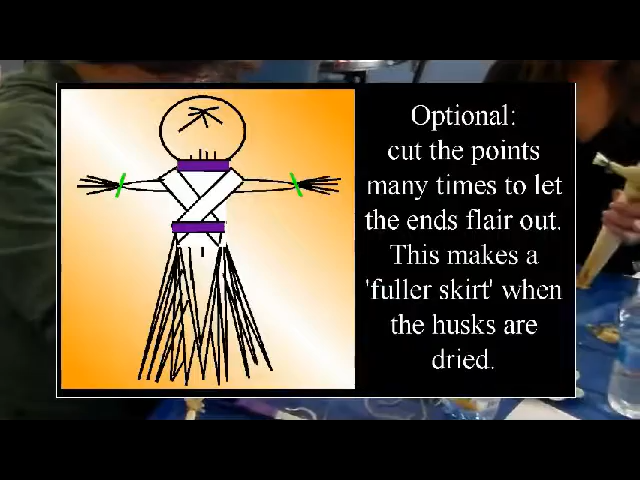 Optional:
cut the points
many times to let
the ends flair out.
This makes a
'fuller skirt' when
the husks are
dried.